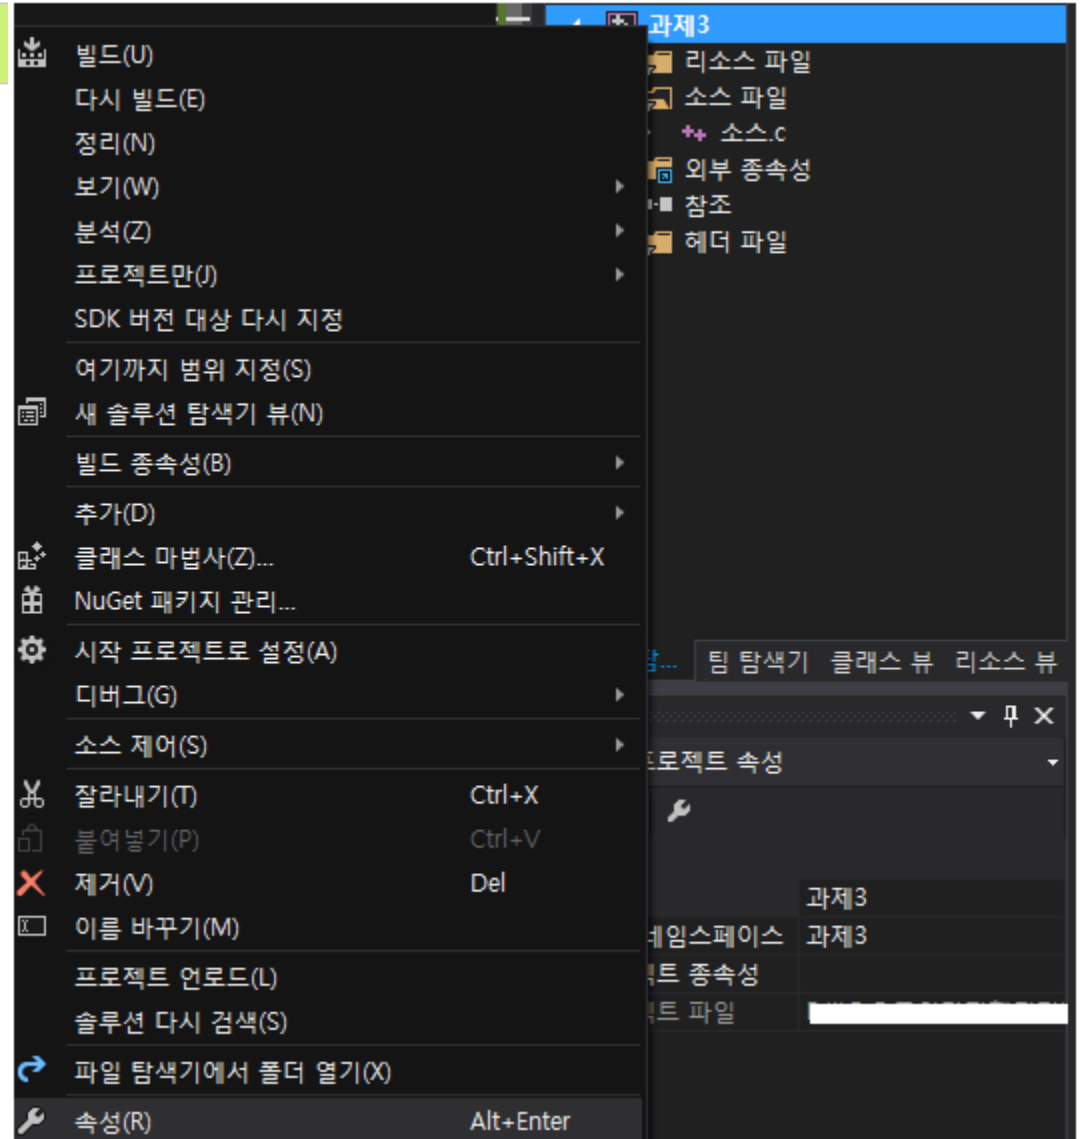 빌드(U)
다시 빌드(E)
정리(N)
보기(W)
분석(Z)
프로젝트만(J)
SDK 버전 대상 다시 지정
여기까지 범위 지정(S)
새 솔루션 탐색기 뷰(N)
빌드 종속성(B)
추가(D)
클래스 마법사(Z)... Ctrl+Shift+X
NuGet 패키지 관리...
시작 프로젝트로 설정(A)
디버그(G)
소스 제어(S)
잘라내기(T) Ctrl+X
붙여넣기(P) Ctrl+V
제거(V) Del
이름 바꾸기(M)
프로젝트 언로드(L)
솔루션 다시 검색(S)
파일 탐색기에서 폴더 열기(X)
속성(R) Alt+Enter
과제3
리소스 파일
소스 파일
소스.c
외부 종속성
참조
헤더 파일
팀 탐색기 클래스 뷰 리소스 뷰
로젝트 속성
과제3
임스페이스 과제3
트 종속성
트 파일